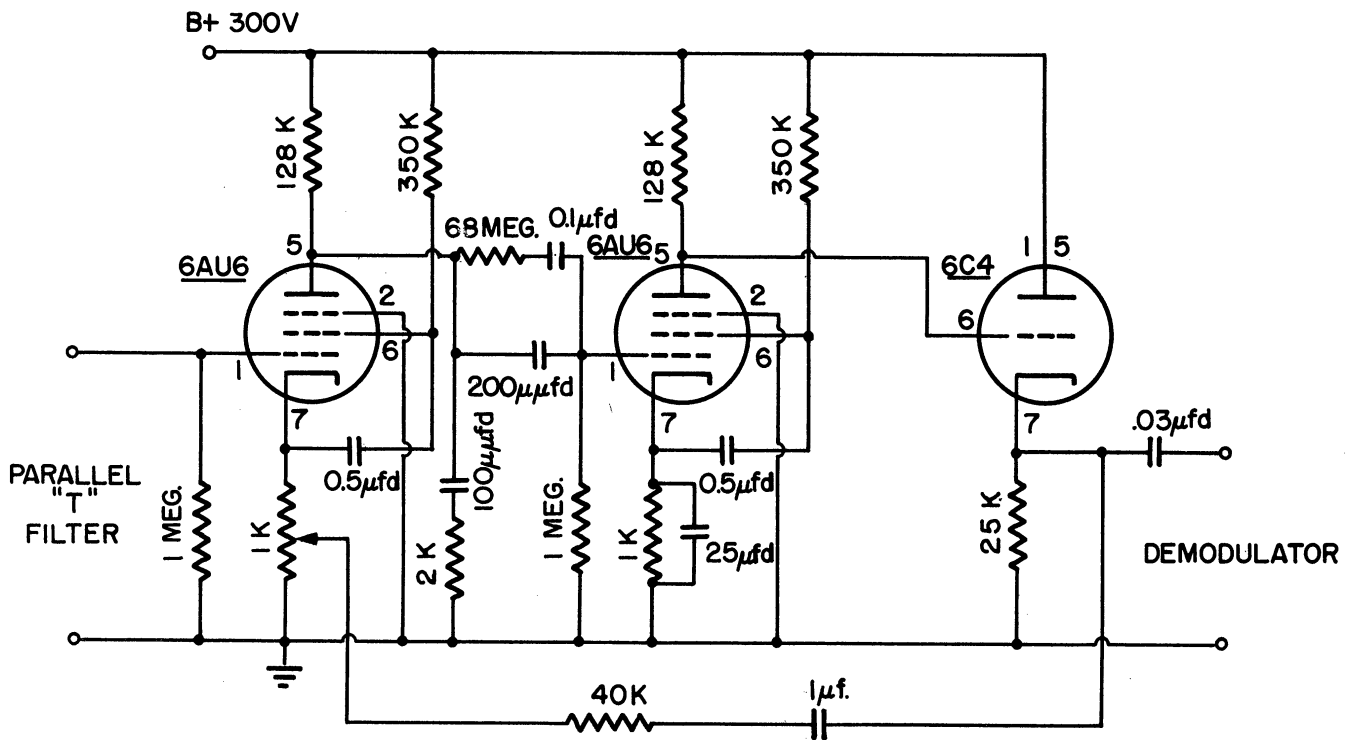 B+ 300V
128 K
350 K
128 K
350 K
68 MEG.
0.1µfd
5
6AU6
2
6
1
7
6AU6
5
2
6
1
7
1 5
6C4
6
7
200µµfd
100µµfd
0.5µfd
0.5µfd
.03µfd
PARALLEL
"T"
FILTER
1 MEG.
1 K
2 K
1 MEG.
1 K
25µfd
25 K
DEMODULATOR
40K
1µf.